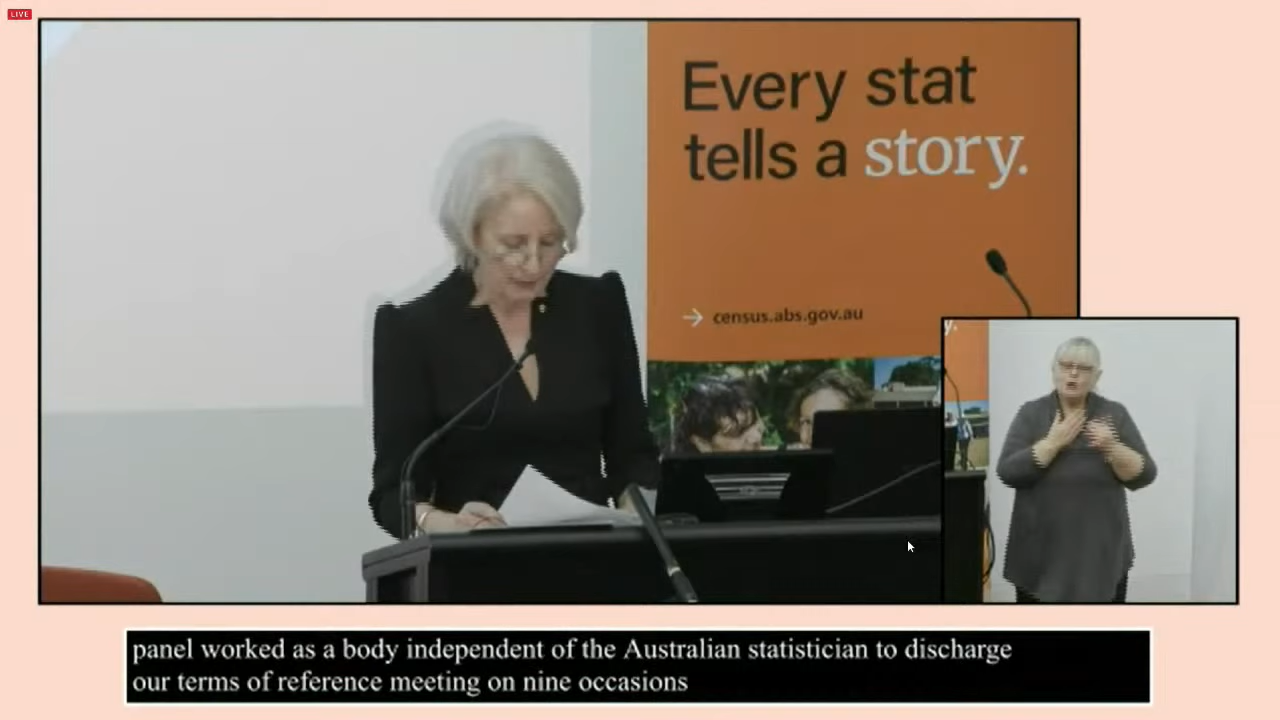 LIVE
Every stat
tells a story.
census.abs.gov.au
y.
panel worked as a body independent of the Australian statistician to discharge
our terms of reference meeting on nine occasions